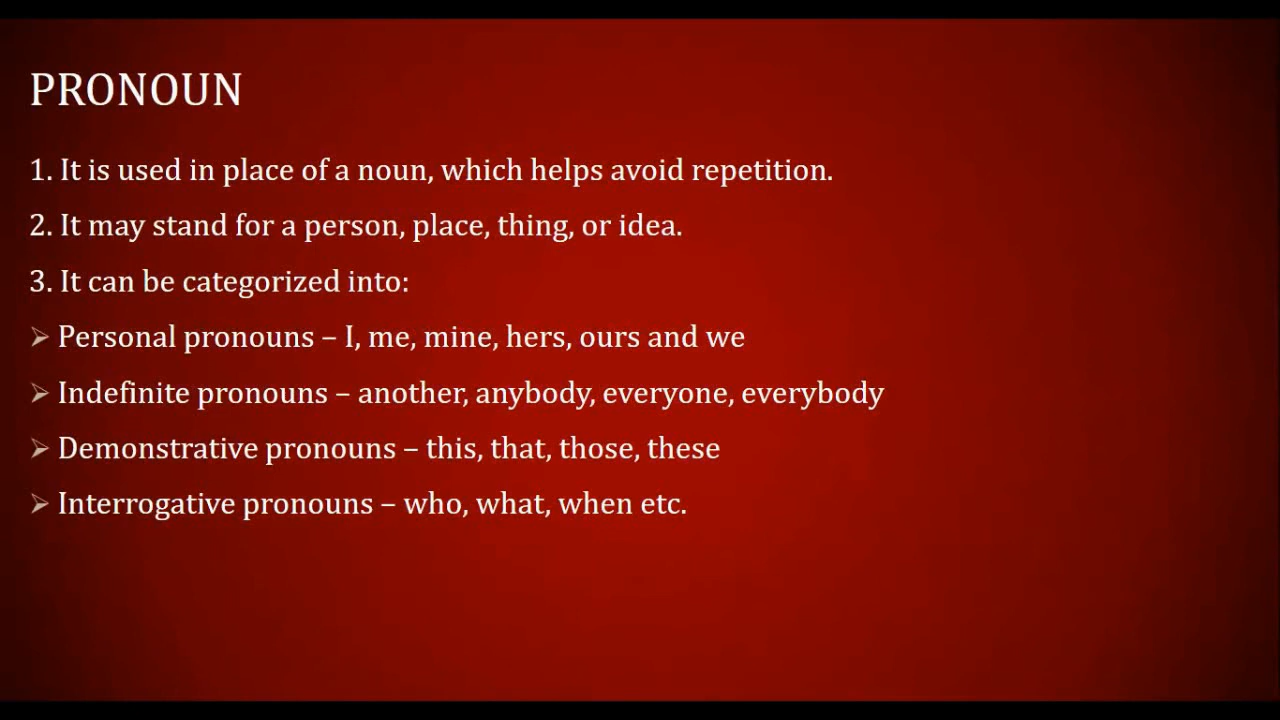 PRONOUN
1. It is used in place of a noun, which helps avoid repetition.
2. It may stand for a person, place, thing, or idea.
3. It can be categorized into:
➢ Personal pronouns – I, me, mine, hers, ours and we
➢ Indefinite pronouns – another, anybody, everyone, everybody
➢ Demonstrative pronouns – this, that, those, these
➢ Interrogative pronouns – who, what, when etc.